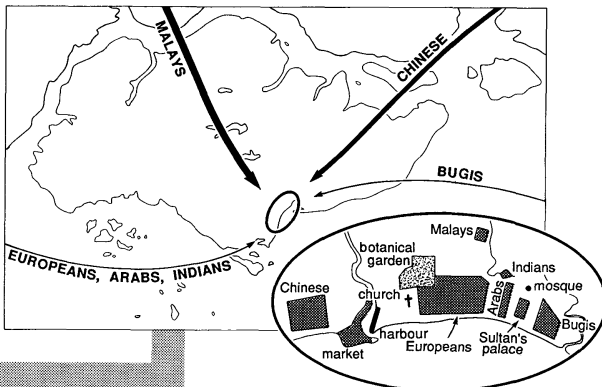 MALAYS
CHINESE
BUGIS
EUROPEANS, ARABS, INDIANS
Malays
botanical
garden
Indians
mosque
Chinese
church
Arabs
harbour
Europeans
Sultan's
palace
Bugis
market